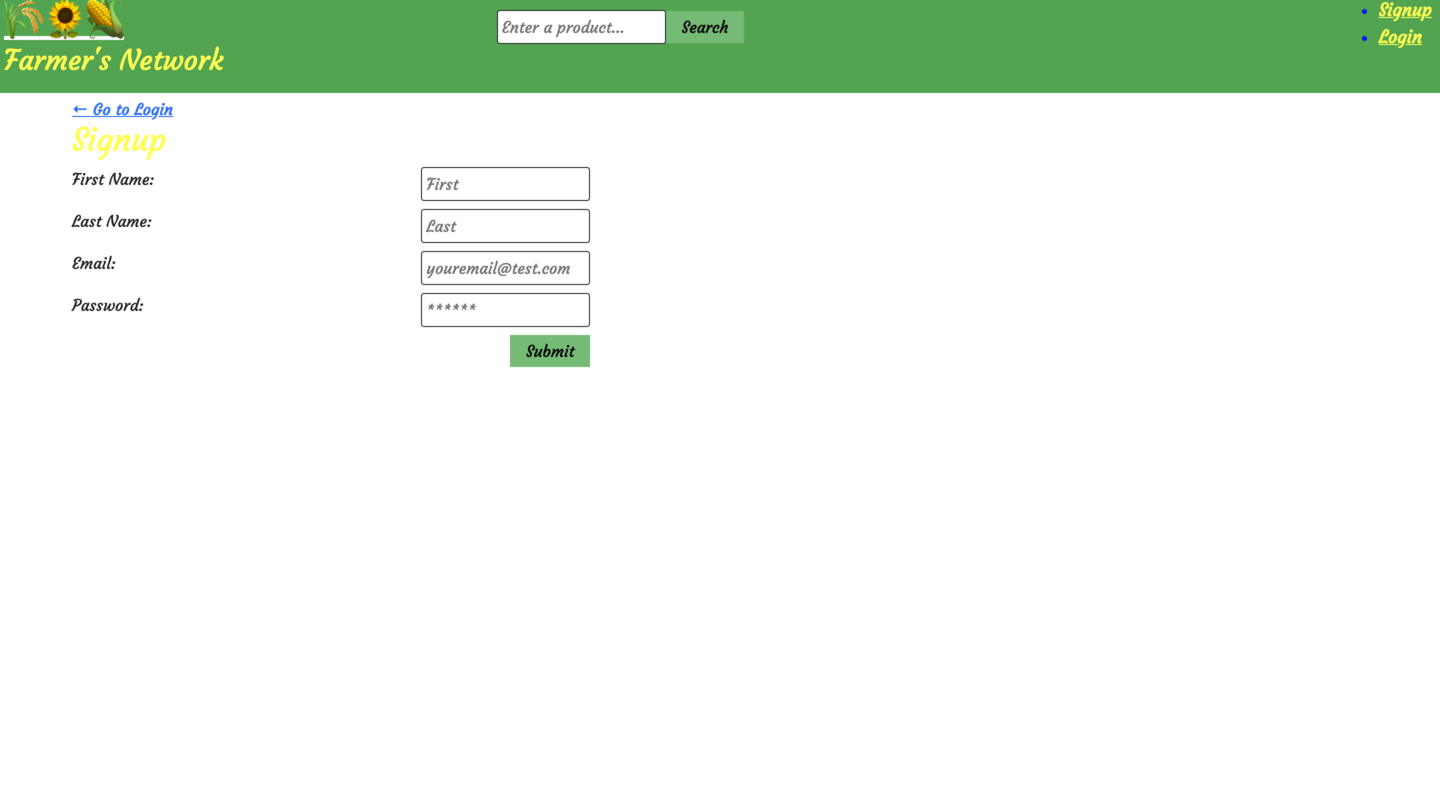 Enter a product...
Search
Signup
Login
Farmer's Network
← Go to Login
Signup
First Name:
First
Last Name:
Last
Email:
youremail@test.com
Password:
******
Submit